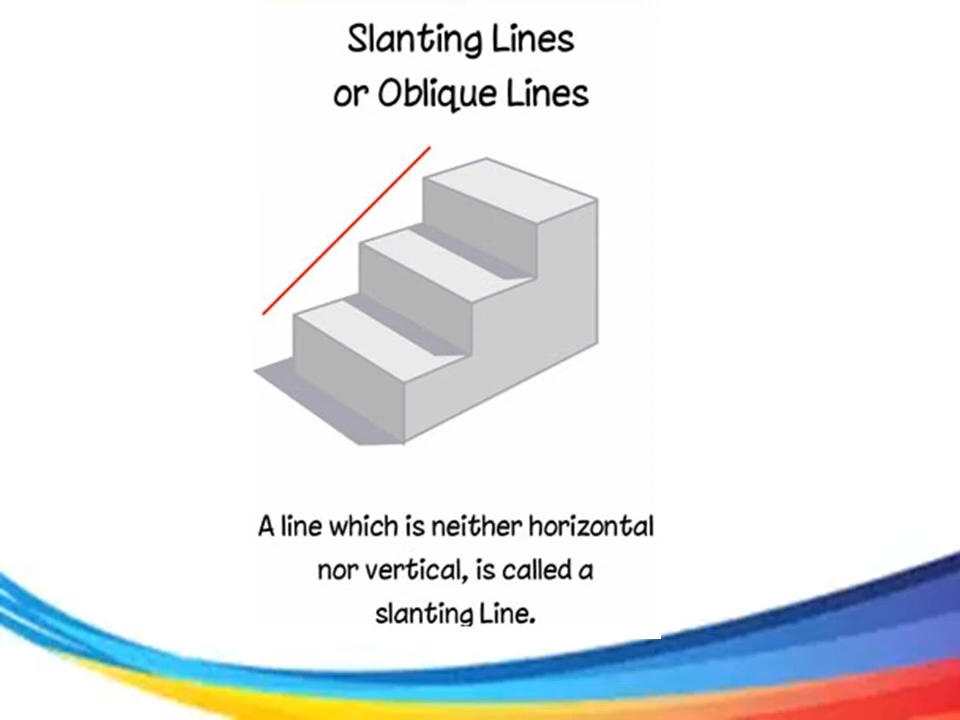 Slanting Lines
or Oblique Lines
A line which is neither horizontal
nor vertical, is called a
slanting Line.